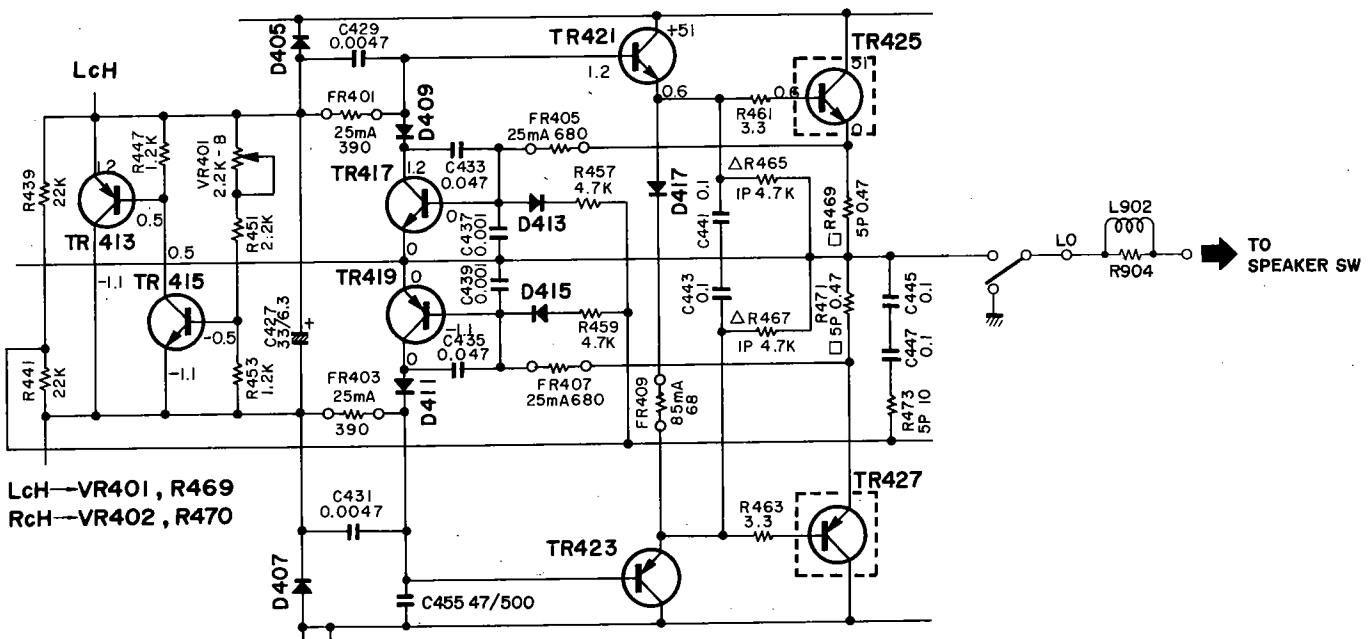 LcH
R439
22K
R441
22K
1.2
TR413
-1.1
R447
1.2K
0.5
0.5
TR415
-0.5
-1.1
VR401
2.2K-B
R451
2.2K
R453
1.2K
D405
C429
0.0047
FR401
25mA
390
D409
C427
33/6.3
+
TR417
1.2
0
0
C433
0.047
FR405
25mA 680
R457
4.7K
D413
C437
0.001
C439
0.001
TR419
0
-1.1
0
D415
R459
4.7K
C435
0.047
FR407
25mA680
FR403
25mA
390
D411
TR421
+51
1.2
0.6
R461
3.3
0.6
TR425
51
0
D417
△R465
1P 4.7K
C441
0.1
C443
0.1
△R467
1P 4.7K
□R469
5P 0.47
R471
□5P 0.47
FR409
85mA
68
C445
0.1
C447
0.1
R473
5P 10
LO
L902
R904
TO
SPEAKER SW
LcH→VR401, R469
RcH→VR402, R470
C431
0.0047
D407
C455 47/500
TR423
R463
3.3
TR427